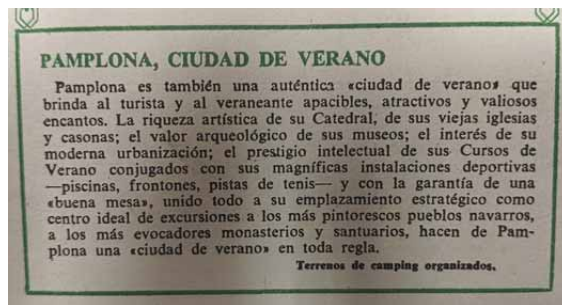 PAMPLONA, CIUDAD DE VERANO
Pamplona es también una auténtica «ciudad de verano» que
brinda al turista y al veraneante apacibles, atractivos y valiosos
encantos. La riqueza artística de su Catedral, de sus viejas iglesias
y casonas; el valor arqueológico de sus museos; el interés de su
moderna urbanización; el prestigio intelectual de sus Cursos de
Verano conjugados con sus magníficas instalaciones deportivas
—piscinas, frontones, pistas de tenis— y con la garantía de una
«buena mesa», unido todo a su emplazamiento estratégico como
centro ideal de excursiones a los más pintorescos pueblos navarros,
a los más evocadores monasterios y santuarios, hacen de Pam-
plona una «ciudad de verano» en toda regla.
Terrenos de camping organizados.